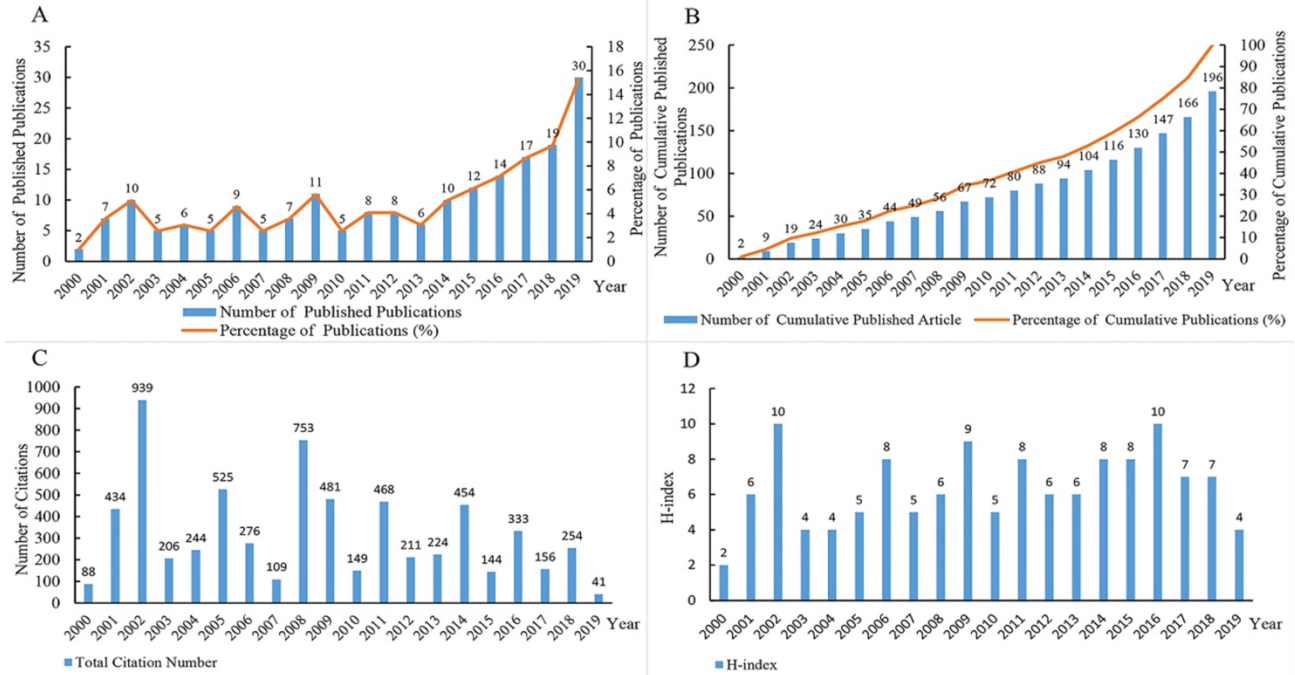 A
Number of Published Publications
35
30
25
20
15
10
5
0
2 7 10 5 6 5 9 5 7 11 5 8 8 6 10 12 14 17 19 30
18
16
14
12
10
8
6
4
2
0
Percentage of Publications
2000 2001 2002 2003 2004 2005 2006 2007 2008 2009 2010 2011 2012 2013 2014 2015 2016 2017 2018 2019 Year
Number of Published Publications
Percentage of Publications (%)
B
Number of Cumulative Published
Publications
250
200
150
100
50
0
2 9 19 24 30 35 44 49 56 67 72 80 88 94 104 116 130 147 166 196
100
90
80
70
60
50
40
30
20
10
0
Percentage of Cumulative Publications
2000 2001 2002 2003 2004 2005 2006 2007 2008 2009 2010 2011 2012 2013 2014 2015 2016 2017 2018 2019 Year
Number of Cumulative Published Article Percentage of Cumulative Publications (%)
C
Number of Citations
1000
900
800
700
600
500
400
300
200
100
0
88 434 939 206 244 525 276 109 753 481 149 468 211 224 454 144 333 156 254 41
2000 2001 2002 2003 2004 2005 2006 2007 2008 2009 2010 2011 2012 2013 2014 2015 2016 2017 2018 2019 Year
Total Citation Number
D
H-index
12
10
8
6
4
2
0
2 6 10 4 4 5 8 5 6 9 5 8 6 6 8 8 10 7 7 4
2000 2001 2002 2003 2004 2005 2006 2007 2008 2009 2010 2011 2012 2013 2014 2015 2016 2017 2018 2019 Year
H-index